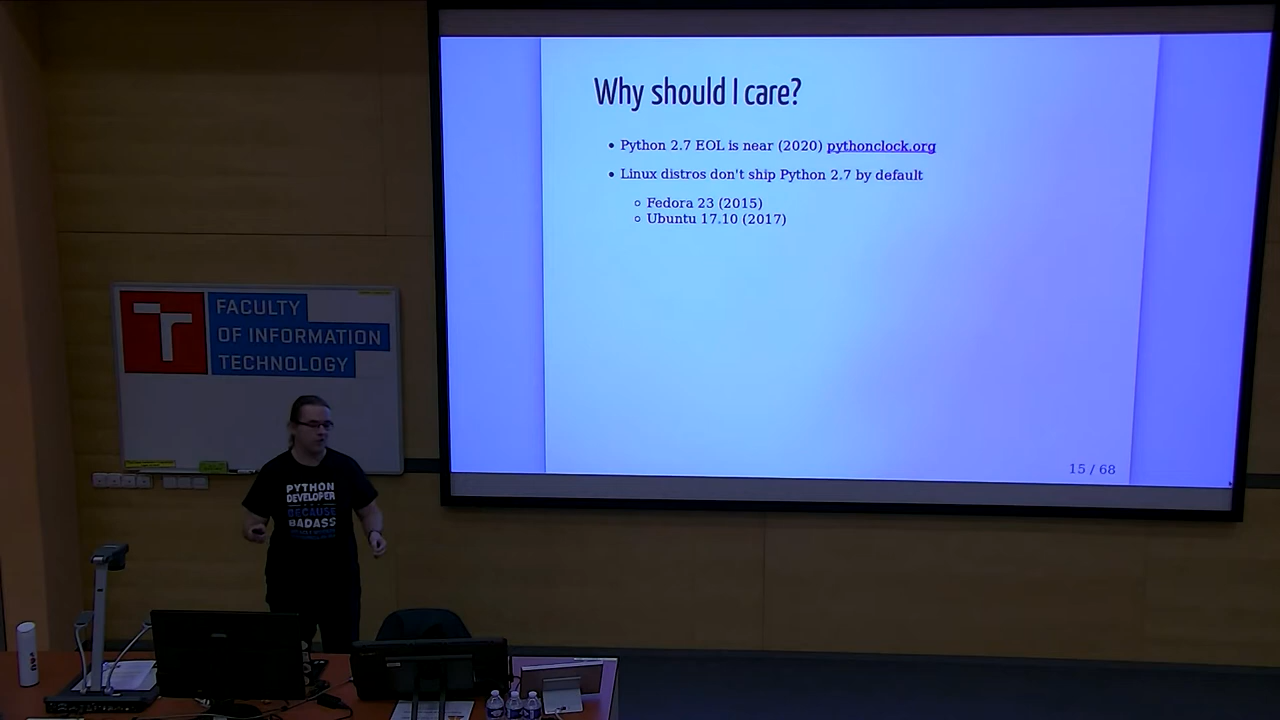 Why should I care?
• Python 2.7 EOL is near (2020) pythonclock.org
• Linux distros don't ship Python 2.7 by default
◦ Fedora 23 (2015)
◦ Ubuntu 17.10 (2017)
15 / 68
FACULTY
OF INFORMATION
TECHNOLOGY
PYTHON
DEVELOPER
BECAUSE
BADASS